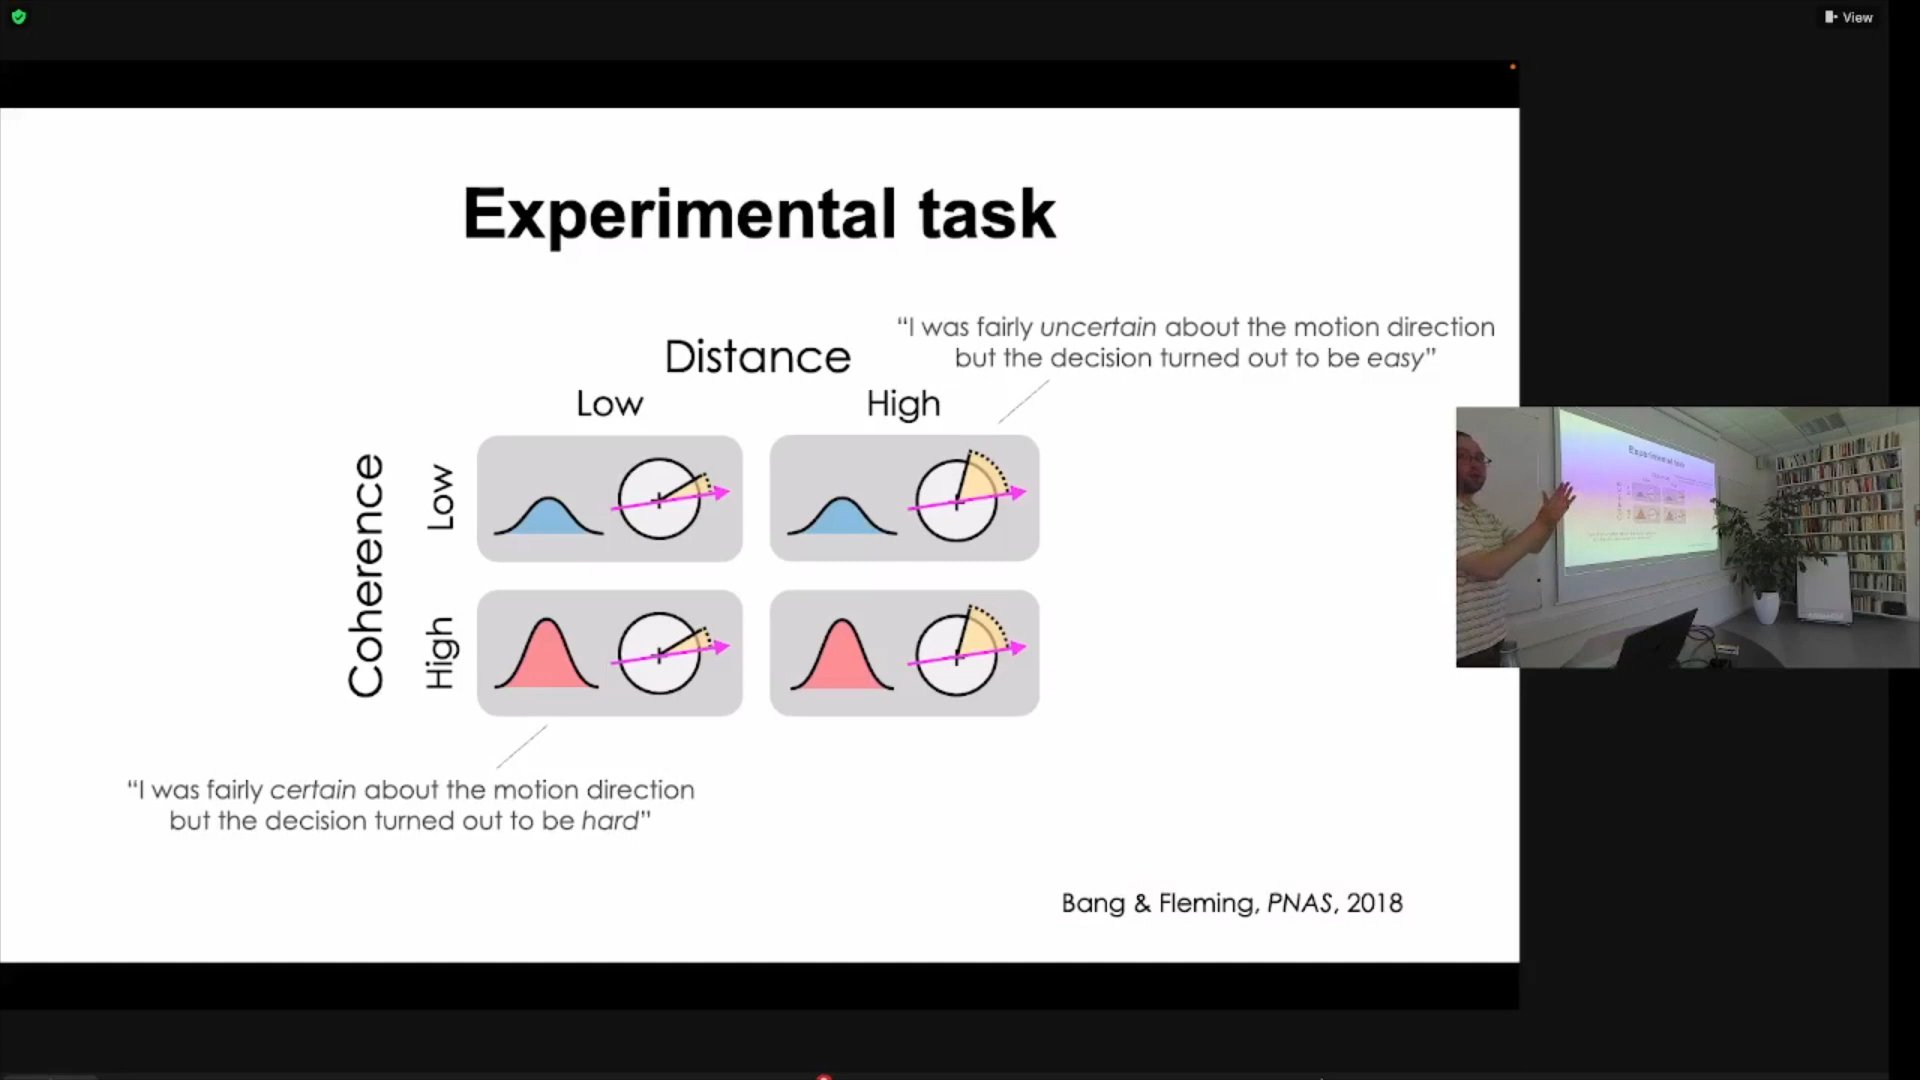 View
Experimental task
“I was fairly uncertain about the motion direction
but the decision turned out to be easy”
Distance
Low
High
Coherence
Low
High
“I was fairly certain about the motion direction
but the decision turned out to be hard”
Bang & Fleming, PNAS, 2018
Experimental task